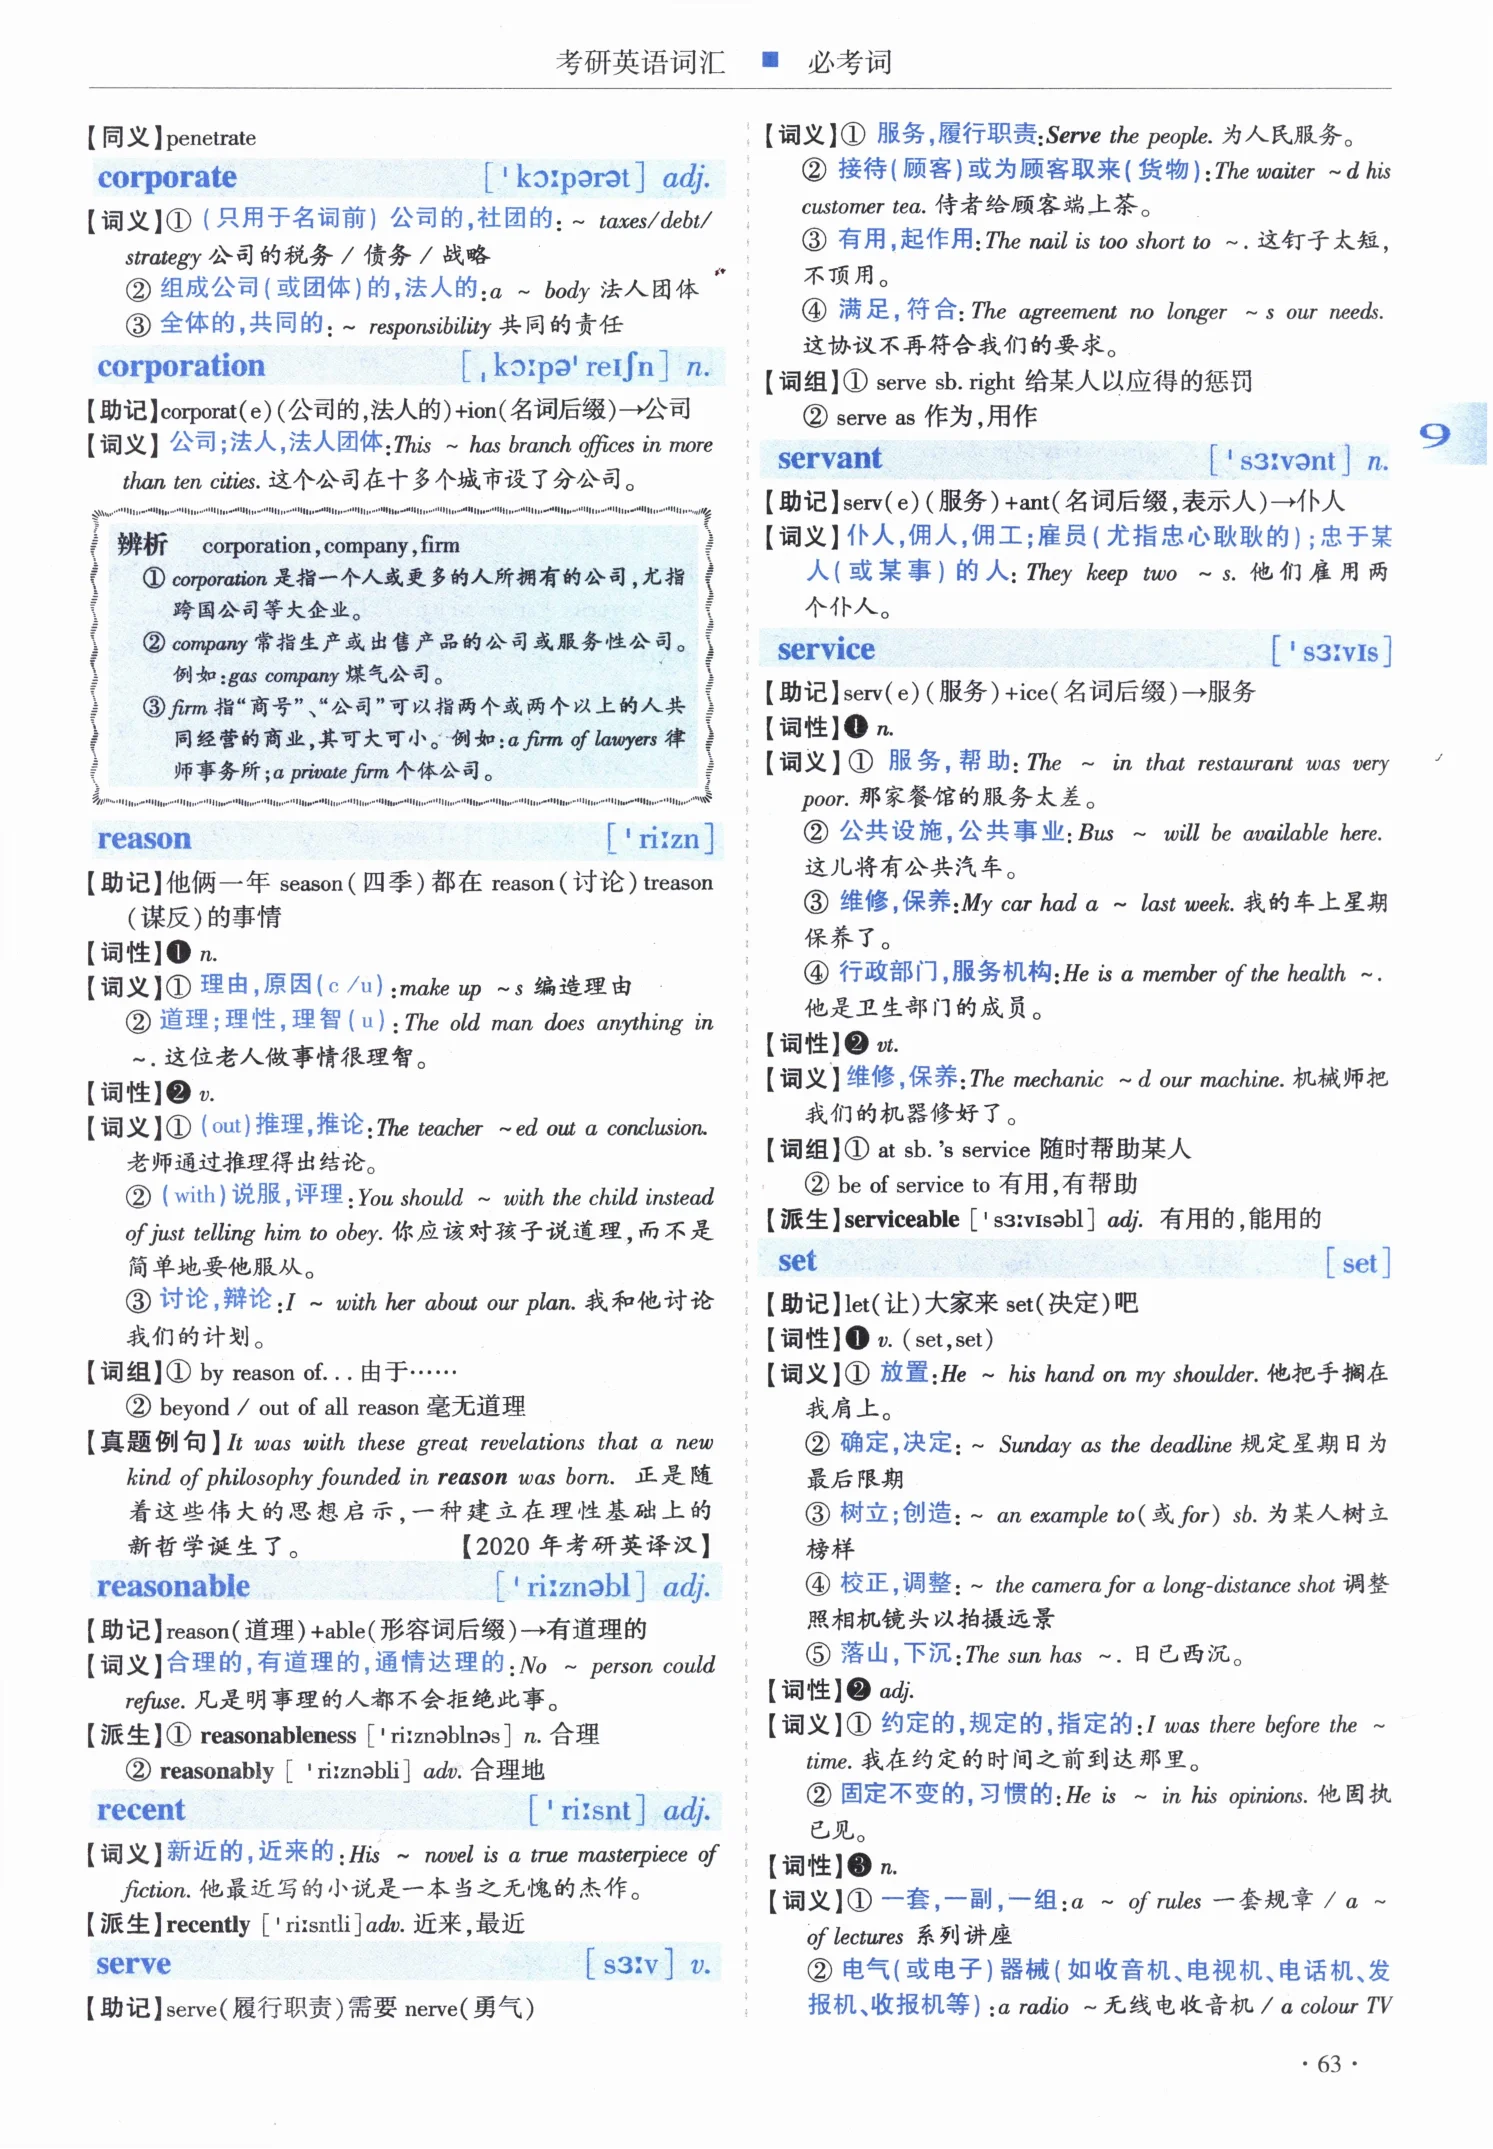 考研英语词汇 ■ 必考词
【同义】penetrate
corporate [ˈkɔːpərət] adj.
【词义】① (只用于名词前) 公司的,社团的: ~ taxes/debt/
strategy 公司的税务 / 债务 / 战略
② 组成公司(或团体)的,法人的:a ~ body 法人团体
③ 全体的,共同的: ~ responsibility 共同的责任
corporation [ˌkɔːpəˈreɪʃn] n.
【助记】corporat(e)(公司的,法人的)+ion(名词后缀)→公司
【词义】公司;法人,法人团体:This ~ has branch offices in more
than ten cities. 这个公司在十多个城市设了分公司。
辨析 corporation,company,firm
① corporation 是指一个人或更多的人所拥有的公司,尤指
跨国公司等大企业。
② company 常指生产或出售产品的公司或服务性公司。
例如:gas company 煤气公司。
③ firm 指“商号”、“公司”可以指两个或两个以上的人共
同经营的商业,其可大可小。例如:a firm of lawyers 律
师事务所;a private firm 个体公司。
reason [ˈriːzn]
【助记】他俩一年 season(四季)都在 reason(讨论)treason
(谋反)的事情
【词性】❶ n.
【词义】① 理由,原因(c /u):make up ~s 编造理由
② 道理;理性,理智(u):The old man does anything in
~. 这位老人做事情很理智。
【词性】❷ v.
【词义】① (out)推理,推论:The teacher ~ed out a conclusion.
老师通过推理得出结论。
② (with)说服,评理:You should ~ with the child instead
of just telling him to obey. 你应该对孩子说道理,而不是
简单地要他服从。
③ 讨论,辩论:I ~ with her about our plan. 我和他讨论
我们的计划。
【词组】① by reason of... 由于……
② beyond / out of all reason 毫无道理
【真题例句】It was with these great revelations that a new
kind of philosophy founded in reason was born. 正是随
着这些伟大的思想启示,一种建立在理性基础上的
新哲学诞生了。 【2020 年考研英译汉】
reasonable [ˈriːznəbl] adj.
【助记】reason(道理)+able(形容词后缀)→有道理的
【词义】合理的,有道理的,通情达理的:No ~ person could
refuse. 凡是明事理的人都不会拒绝此事。
【派生】① reasonableness [ˈriːznəblnəs] n. 合理
② reasonably [ˈriːznəbli] adv. 合理地
recent [ˈriːsnt] adj.
【词义】新近的,近来的:His ~ novel is a true masterpiece of
fiction. 他最近写的小说是一本当之无愧的杰作。
【派生】recently [ˈriːsntli]adv. 近来,最近
serve [sɜːv] v.
【助记】serve(履行职责)需要 nerve(勇气)
【词义】① 服务,履行职责:Serve the people. 为人民服务。
② 接待(顾客)或为顾客取来(货物):The waiter ~d his
customer tea. 侍者给顾客端上茶。
③ 有用,起作用:The nail is too short to ~. 这钉子太短,
不顶用。
④ 满足,符合: The agreement no longer ~s our needs.
这协议不再符合我们的要求。
【词组】① serve sb. right 给某人以应得的惩罚
② serve as 作为,用作
9
servant [ˈsɜːvənt] n.
【助记】serv(e)(服务)+ant(名词后缀,表示人)→仆人
【词义】仆人,佣人,佣工;雇员(尤指忠心耿耿的);忠于某
人(或某事)的人: They keep two ~s. 他们雇用两
个仆人。
service [ˈsɜːvɪs]
【助记】serv(e)(服务)+ice(名词后缀)→服务
【词性】❶ n.
【词义】① 服务,帮助: The ~ in that restaurant was very
poor. 那家餐馆的服务太差。
② 公共设施,公共事业: Bus ~ will be available here.
这儿将有公共汽车。
③ 维修,保养:My car had a ~ last week. 我的车上星期
保养了。
④ 行政部门,服务机构:He is a member of the health ~.
他是卫生部门的成员。
【词性】❷ vt.
【词义】维修,保养:The mechanic ~d our machine. 机械师把
我们的机器修好了。
【词组】① at sb.'s service 随时帮助某人
② be of service to 有用,有帮助
【派生】serviceable [ˈsɜːvɪsəbl] adj. 有用的,能用的
set [set]
【助记】let(让)大家来 set(决定)吧
【词性】❶ v. (set,set)
【词义】① 放置:He ~ his hand on my shoulder. 他把手搁在
我肩上。
② 确定,决定: ~ Sunday as the deadline 规定星期日为
最后限期
③ 树立;创造: ~ an example to(或 for) sb. 为某人树立
榜样
④ 校正,调整: ~ the camera for a long-distance shot 调整
照相机镜头以拍摄远景
⑤ 落山,下沉:The sun has ~. 日已西沉。
【词性】❷ adj.
【词义】① 约定的,规定的,指定的:I was there before the ~
time. 我在约定的时间之前到达那里。
② 固定不变的,习惯的:He is ~ in his opinions. 他固执
己见。
【词性】❸ n.
【词义】① 一套,一副,一组:a ~ of rules 一套规章 / a ~
of lectures 系列讲座
② 电气(或电子)器械(如收音机、电视机、电话机、发
报机、收报机等):a radio ~无线电收音机 / a colour TV
· 63 ·